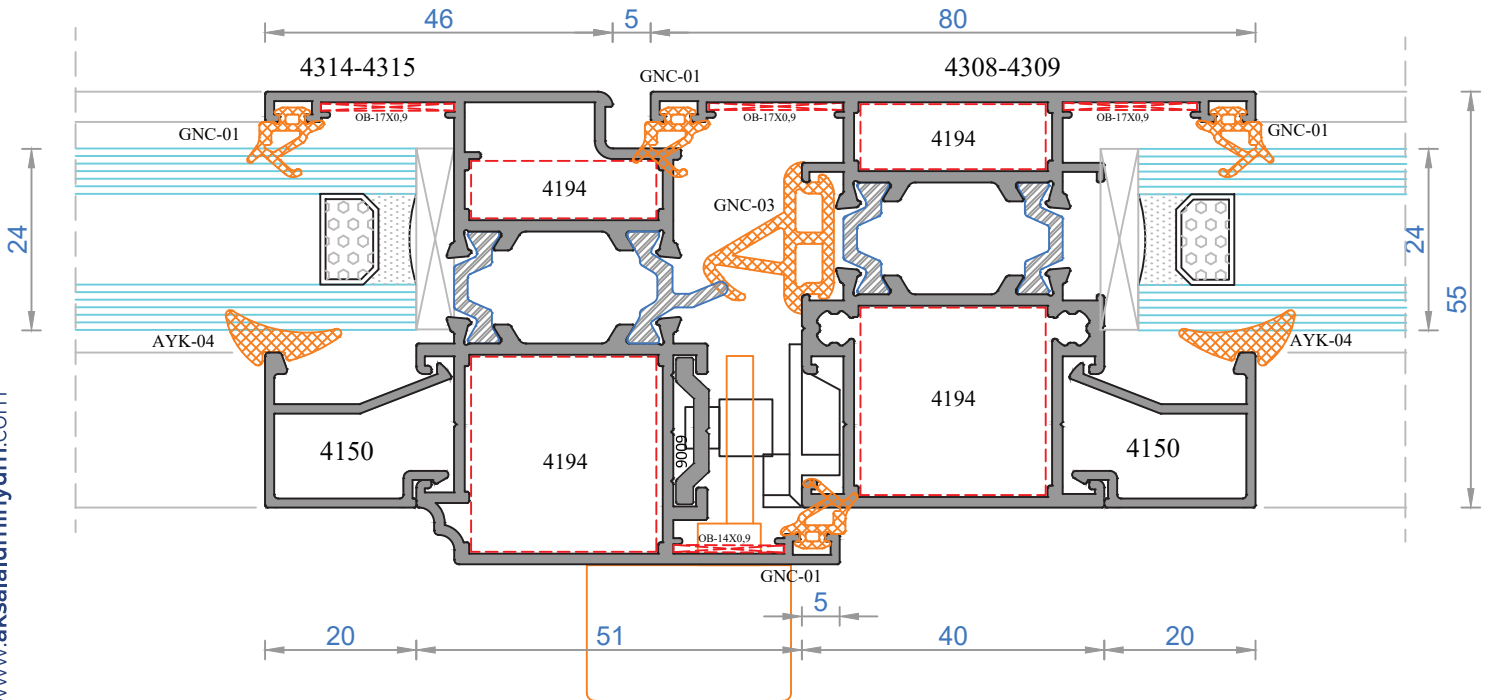 46 5 80
4314-4315
4308-4309
GNC-01
OB-17X0,9
OB-17X0,9
OB-17X0,9
GNC-01
GNC-01
4194
4194
GNC-03
24
24
55
AYK-04
AYK-04
4150
4194
9009
4194
4150
OB-14X0,9
GNC-01
5
20 51 40 20
www.aksaialuminyum.com